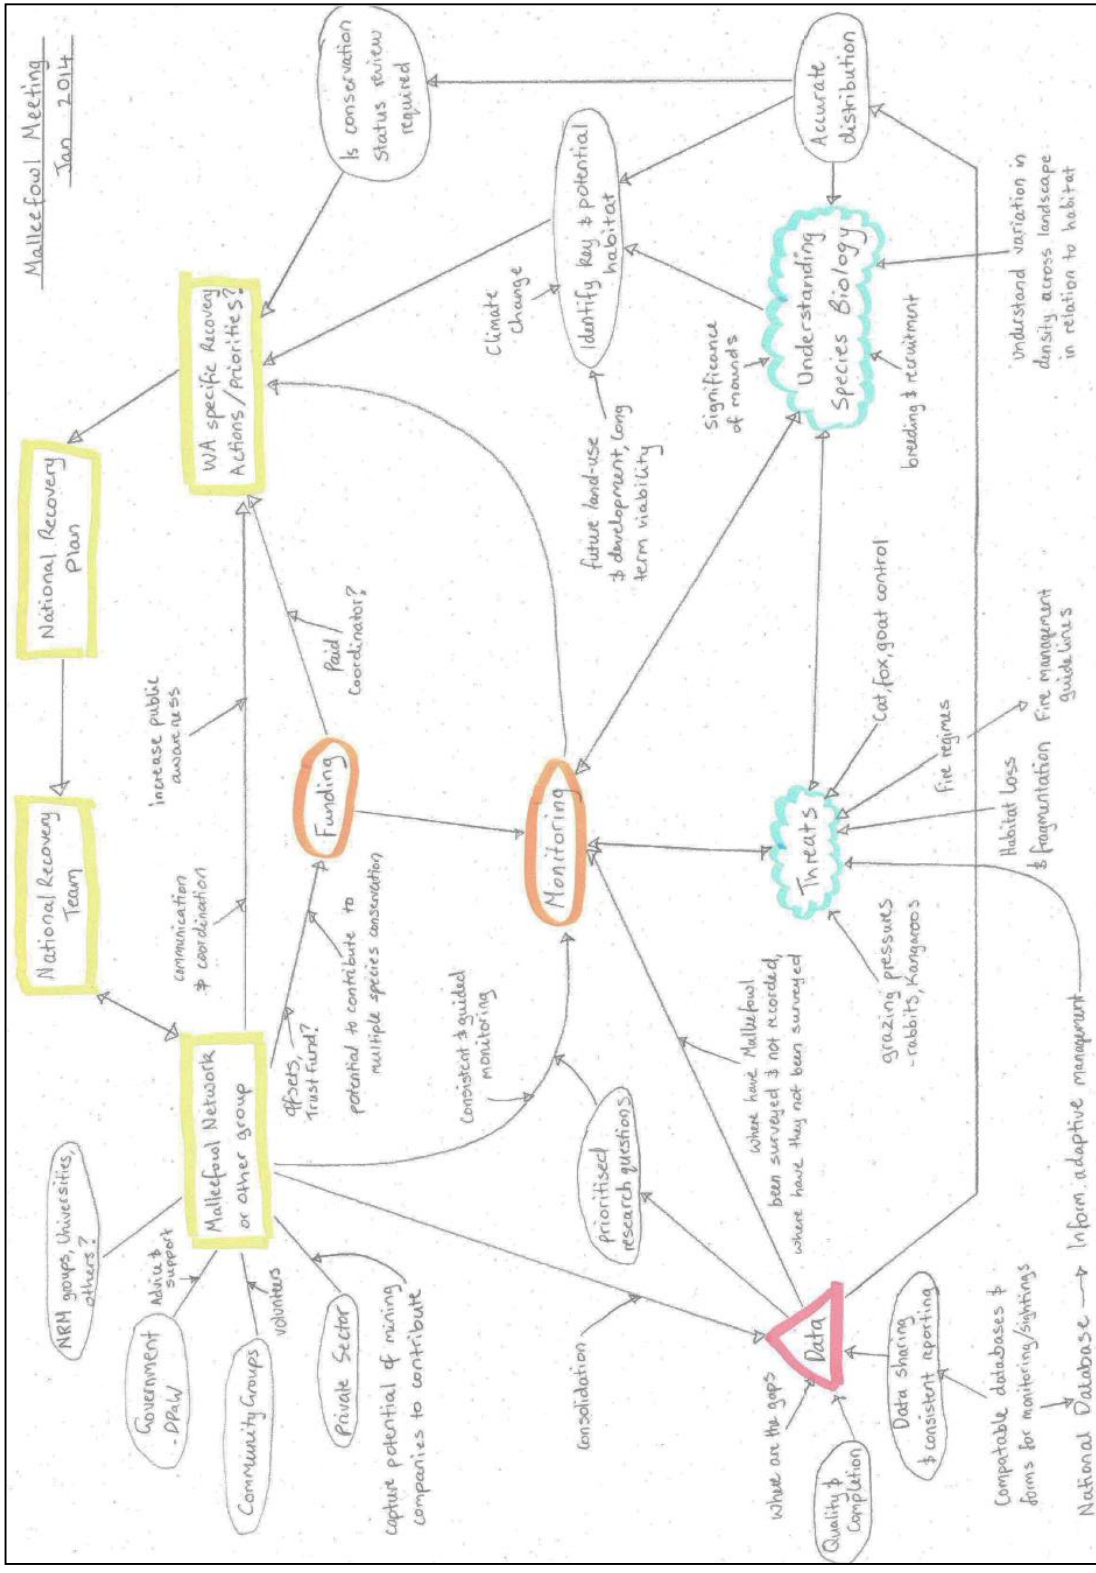 Malleefowl Meeting
Jan 2014
National Recovery
Team
National Recovery
Plan
NRM groups, Universities,
others?
Government
- DPaW
Advice &
support
Community Groups
volunteers
Private Sector
capture potential of mining
companies to contribute
Malleefowl Network
or other group
communication
& coordination
increase public
awareness
WA specific Recovery
Actions/Priorities?
Is conservation
Status review
required
offsets,
Trust Fund?
potential to contribute to
multiple species conservation
Funding
Paid
Coordinator?
Consistent & guided
monitoring
Climate
Change
Identify key & potential
habitat
future land-use
& development, long
term viability
Monitoring
Consolidation
Prioritised
research questions
where have Malleefowl
been surveyed & not recorded,
where have they not been surveyed
Significance
of mounds
Understanding
Species Biology
breeding & recruitment
Accurate
distribution
understand variation in
density across landscape
in relation to habitat
Threats
Cat, fox, goat control
Fire regimes
Fire management
guidelines
Habitat Loss
& fragmentation
grazing pressures
- rabbits, Kangaroos
Where are the gaps
Data
Quality &
Completion
Data sharing
& consistent reporting
Compatable databases &
forms for monitoring/sightings
National Database → Inform adaptive management